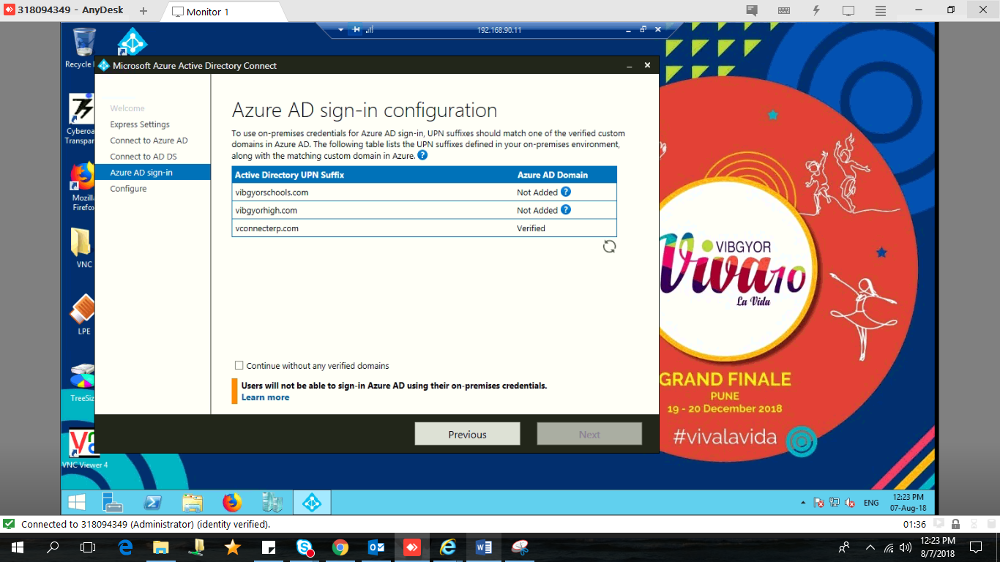 318094349 - AnyDesk
Monitor 1
192.168.90.11
Recycle
Microsoft Azure Active Directory Connect
Welcome
Express Settings
Connect to Azure AD
Connect to AD DS
Azure AD sign-in
Configure
Azure AD sign-in configuration
To use on-premises credentials for Azure AD sign-in, UPN suffixes should match one of the verified custom
domains in Azure AD. The following table lists the UPN suffixes defined in your on-premises environment,
along with the matching custom domain in Azure. ?
Active Directory UPN Suffix Azure AD Domain
vibgyorschools.com Not Added ?
vibgyorhigh.com Not Added ?
vconnecterp.com Verified
Continue without any verified domains
Users will not be able to sign-in Azure AD using their on-premises credentials.
Learn more
Previous
Next
Cyberoa
Transpar
Mozill
Firefox
VNC
LPE
TreeSiz
VNC Viewer 4
VIBGYOR
Viva10
La Vida
GRAND FINALE
PUNE
19 - 20 December 2018
#vivalavida
ENG
12:23 PM
07-Aug-18
Connected to 318094349 (Administrator) (identity verified).
01:36
12:23 PM
8/7/2018